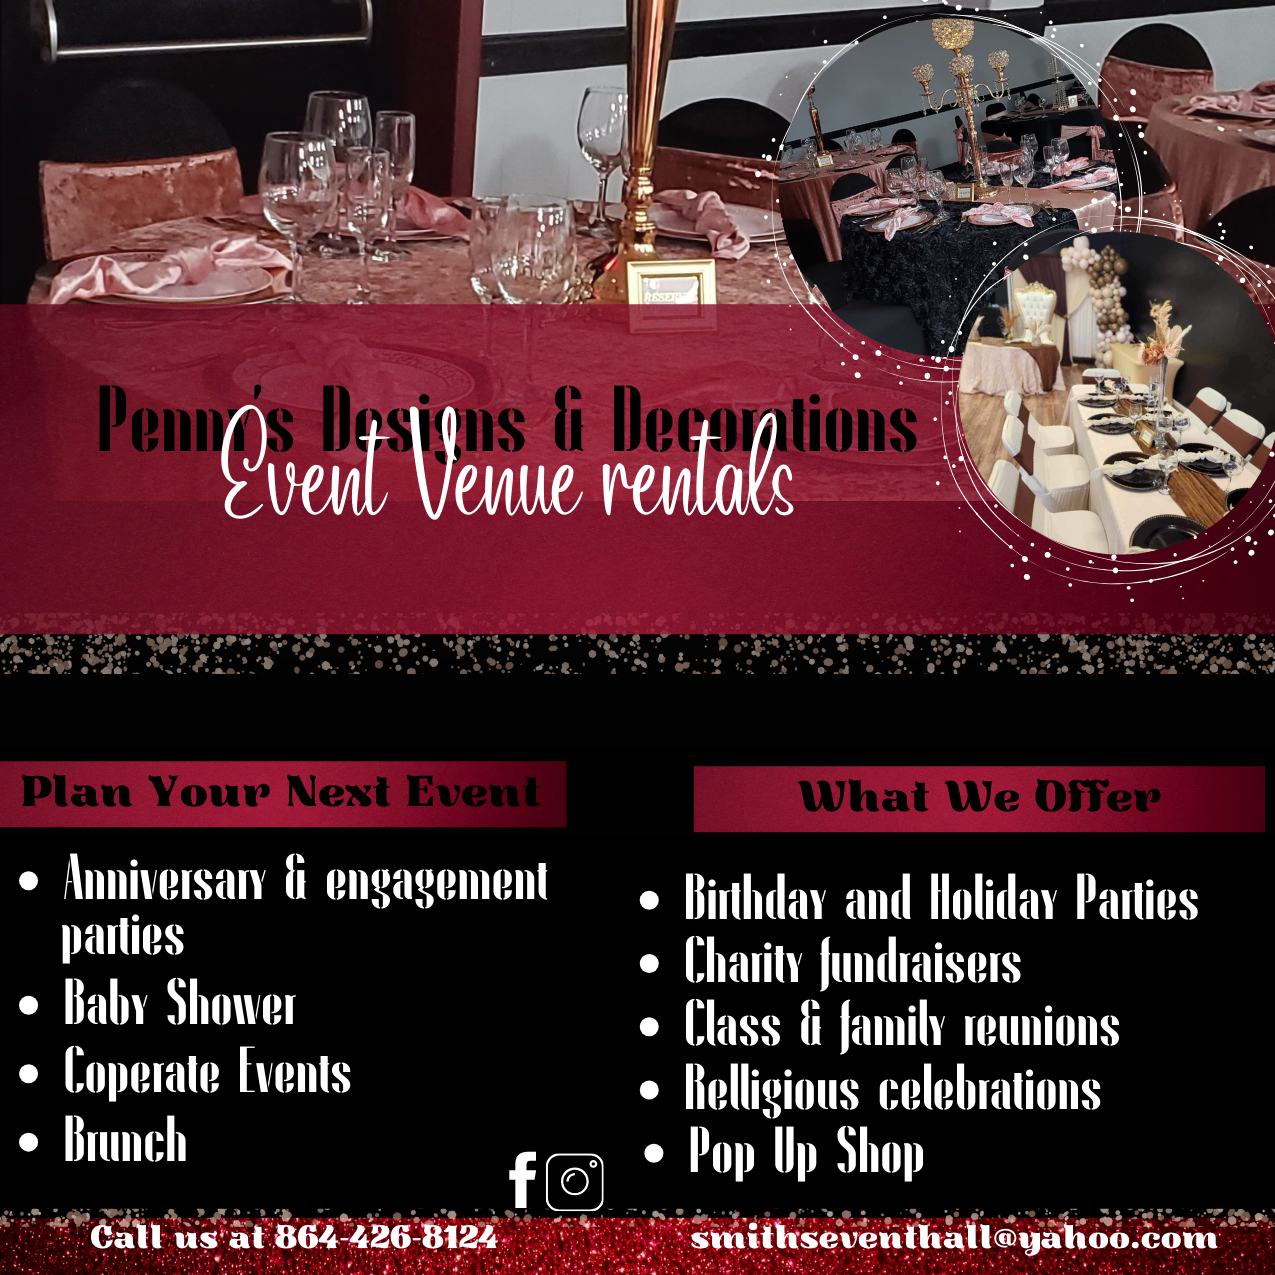 RESERVED
Penny's Designs & Decorations
Event Venue rentals
Plan Your Next Event
Anniversary & engagement
parties
Baby Shower
Coperate Events
Brunch
What We Offer
Birthday and Holiday Parties
Charity fundraisers
Class & family reunions
Relligious celebrations
Pop Up Shop
Call us at 864-426-8124
smithseventhall@yahoo.com